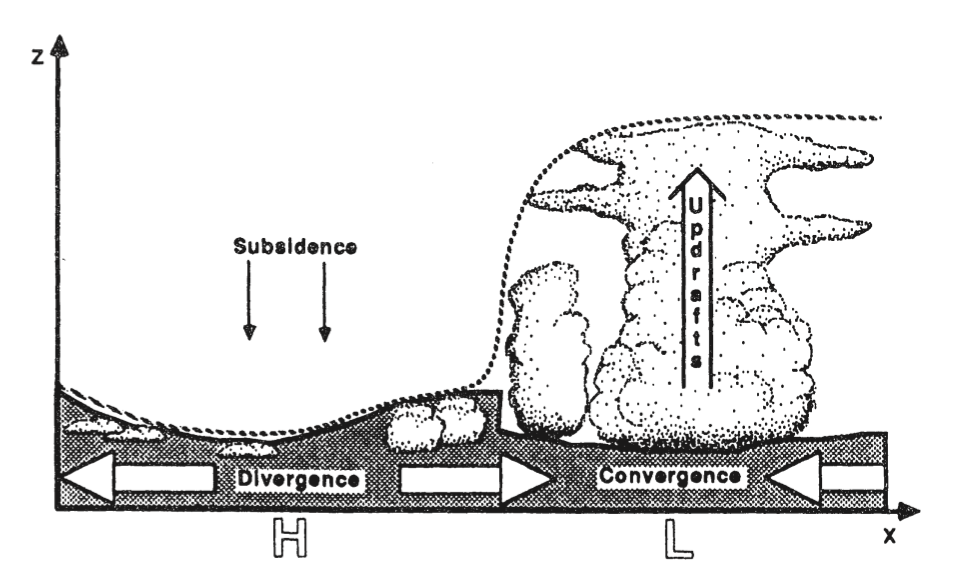 Z
Subsidence
Updrafts
Divergence
Convergence
H
L
X